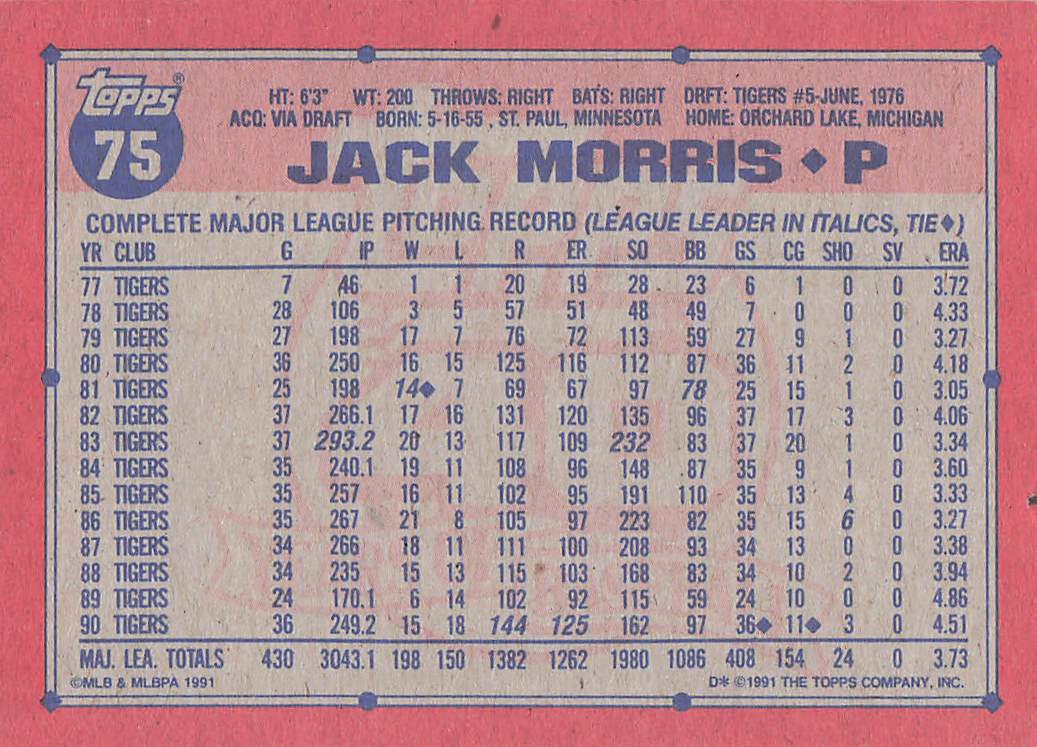 Topps®
75
HT: 6'3" WT: 200 THROWS: RIGHT BATS: RIGHT DRFT: TIGERS #5-JUNE, 1976
ACQ: VIA DRAFT BORN: 5-16-55, ST. PAUL, MINNESOTA HOME: ORCHARD LAKE, MICHIGAN
JACK MORRIS ♦ P
COMPLETE MAJOR LEAGUE PITCHING RECORD (LEAGUE LEADER IN ITALICS, TIE♦)
YR CLUB G IP W L R ER SO BB GS CG SHO SV ERA
77 TIGERS 7 46 1 1 20 19 28 23 6 1 0 0 3.72
78 TIGERS 28 106 3 5 57 51 48 49 7 0 0 0 4.33
79 TIGERS 27 198 17 7 76 72 113 59 27 9 1 0 3.27
80 TIGERS 36 250 16 15 125 116 112 87 36 11 2 0 4.18
81 TIGERS 25 198 14♦ 7 69 67 97 78 25 15 1 0 3.05
82 TIGERS 37 266.1 17 16 131 120 135 96 37 17 3 0 4.06
83 TIGERS 37 293.2 20 13 117 109 232 83 37 20 1 0 3.34
84 TIGERS 35 240.1 19 11 108 96 148 87 35 9 1 0 3.60
85 TIGERS 35 257 16 11 102 95 191 110 35 13 4 0 3.33
86 TIGERS 35 267 21 8 105 97 223 82 35 15 6 0 3.27
87 TIGERS 34 266 18 11 111 100 208 93 34 13 0 0 3.38
88 TIGERS 34 235 15 13 115 103 168 83 34 10 2 0 3.94
89 TIGERS 24 170.1 6 14 102 92 115 59 24 10 0 0 4.86
90 TIGERS 36 249.2 15 18 144 125 162 97 36♦ 11♦ 3 0 4.51
MAJ. LEA. TOTALS 430 3043.1 198 150 1382 1262 1980 1086 408 154 24 0 3.73
©MLB & MLBPA 1991 D* ©1991 THE TOPPS COMPANY, INC.